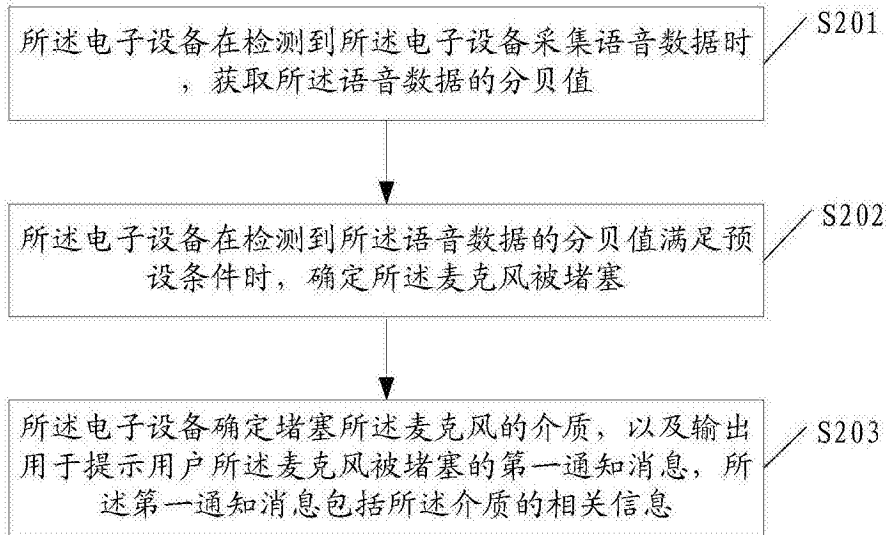 所述电子设备在检测到所述电子设备采集语音数据时
，获取所述语音数据的分贝值
S201
所述电子设备在检测到所述语音数据的分贝值满足预
设条件时，确定所述麦克风被堵塞
S202
所述电子设备确定堵塞所述麦克风的介质，以及输出
用于提示用户所述麦克风被堵塞的第一通知消息，所
述第一通知消息包括所述介质的相关信息
S203